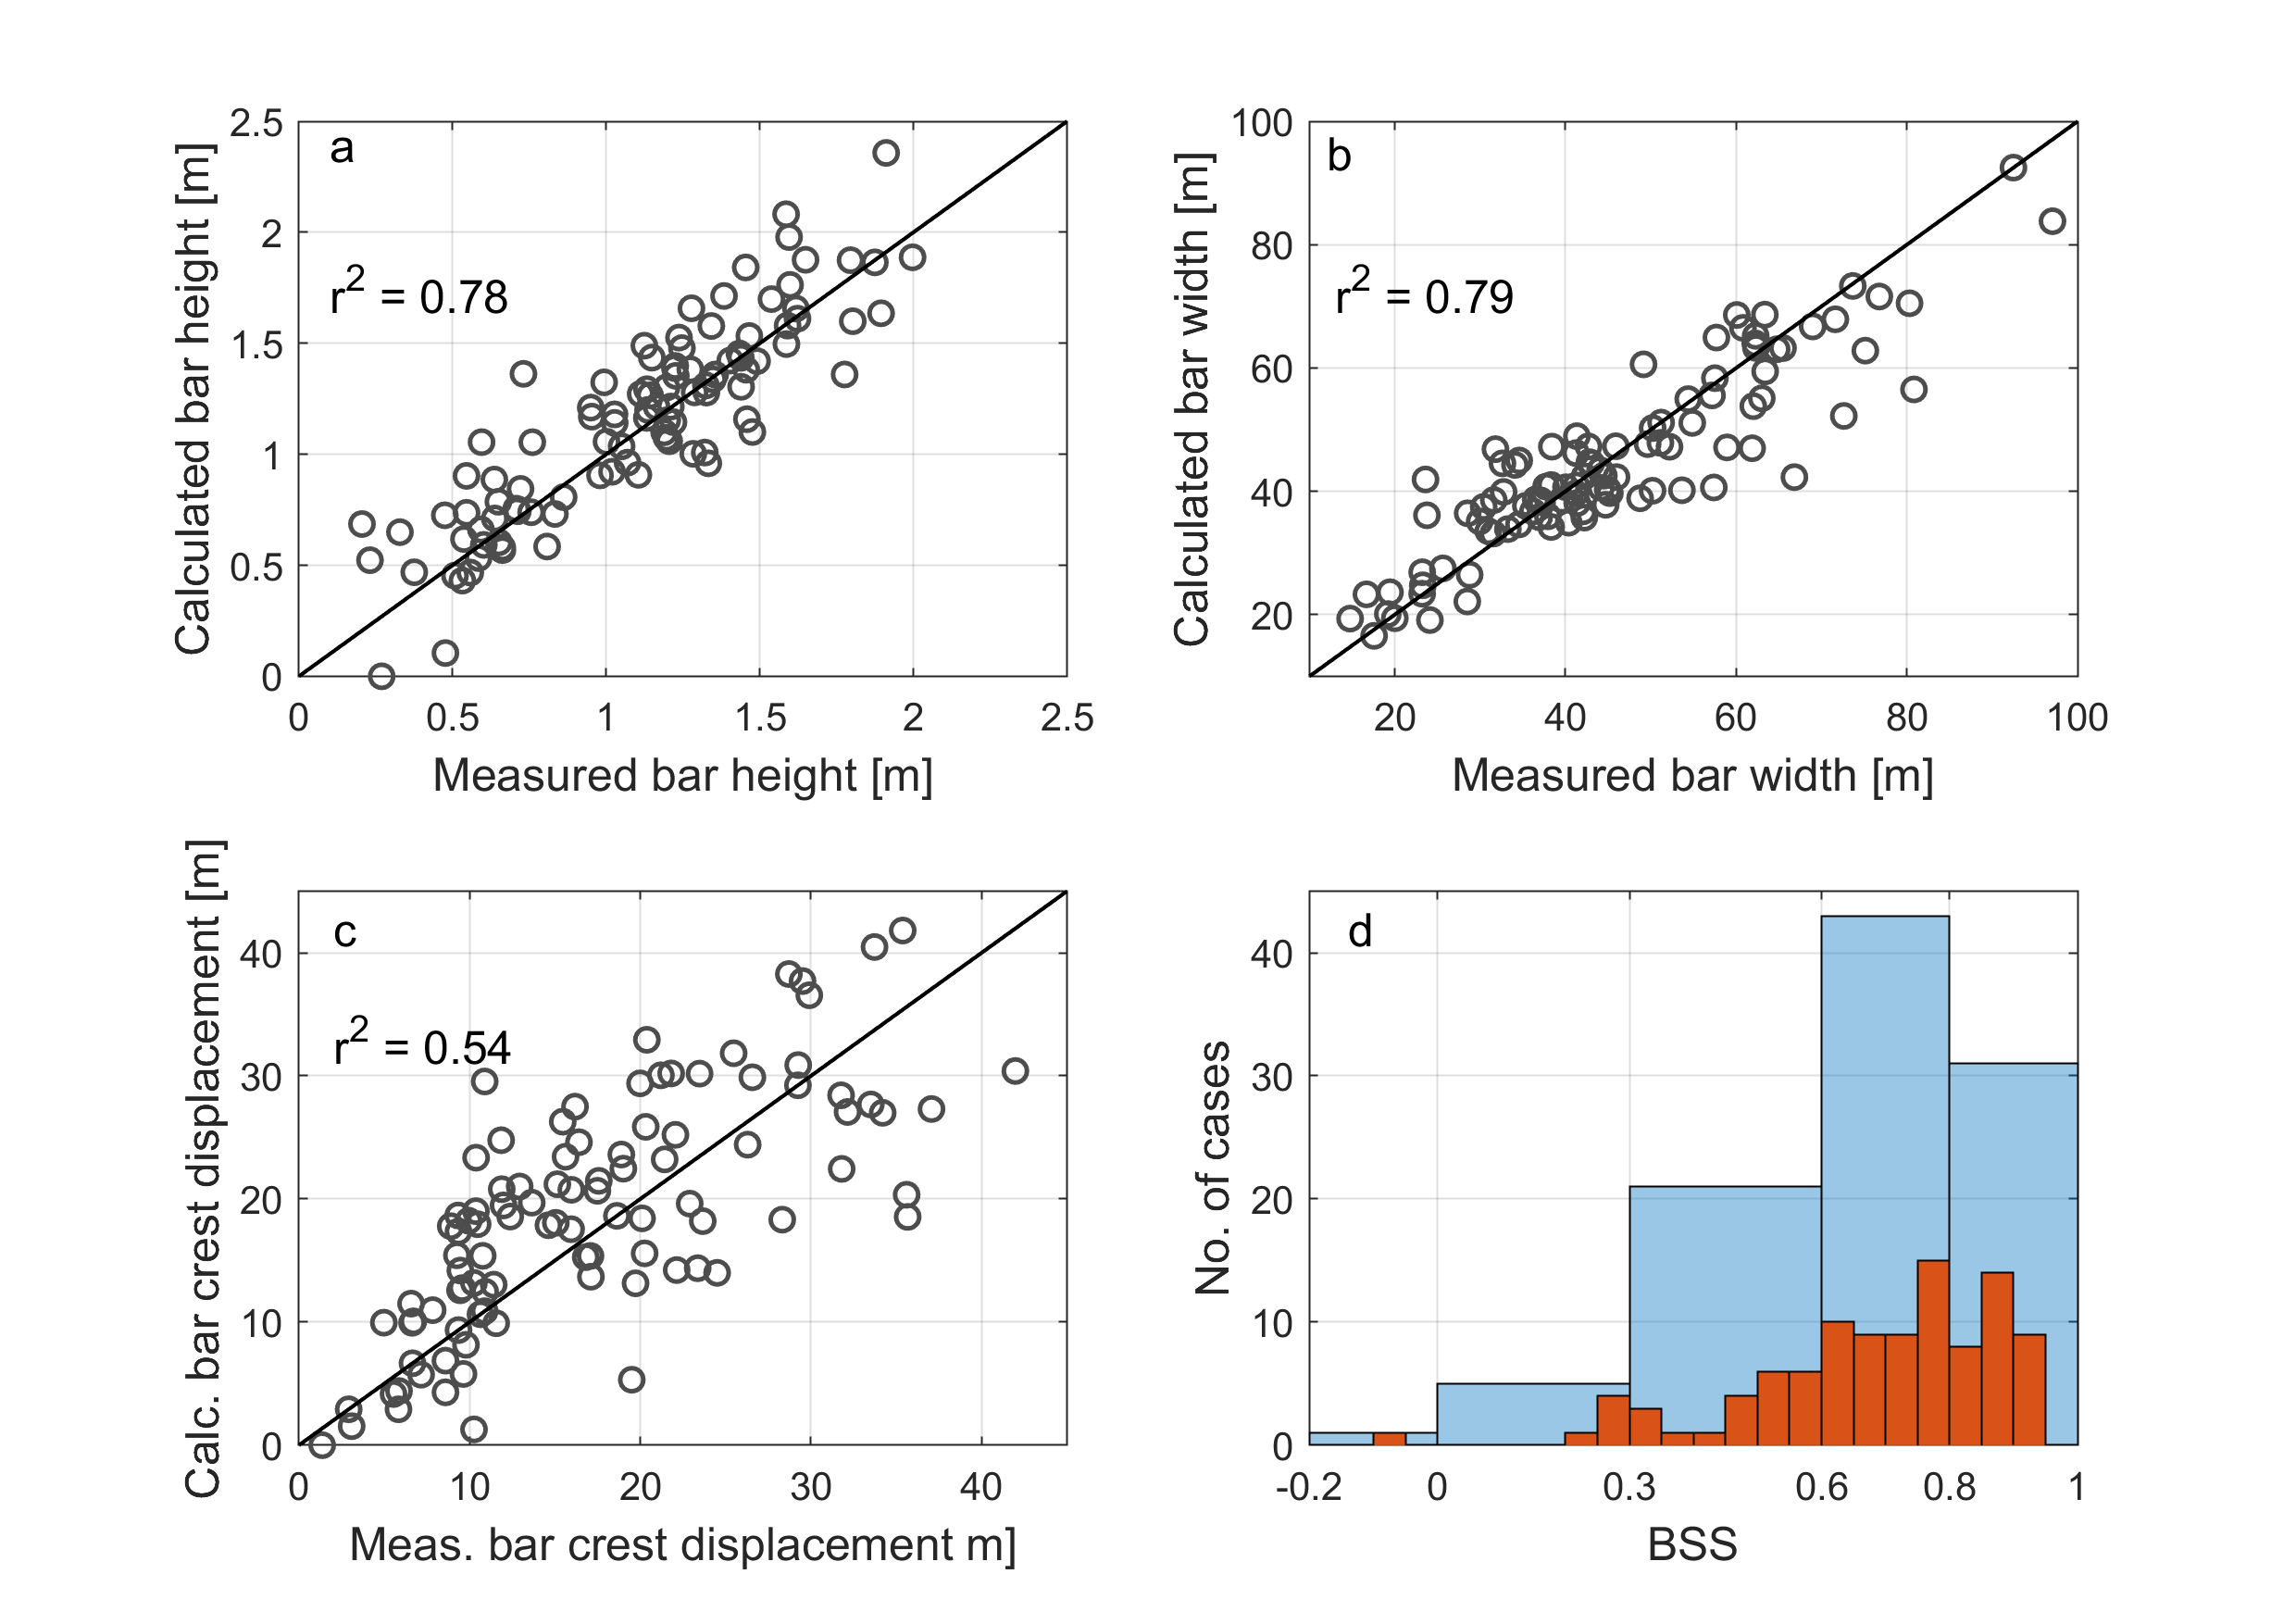 a
r2 = 0.78
Calculated bar height [m]
2.5
2
1.5
1
0.5
0
0 0.5 1 1.5 2 2.5
Measured bar height [m]
b
r2 = 0.79
Calculated bar width [m]
100
80
60
40
20
20 40 60 80 100
Measured bar width [m]
c
r2 = 0.54
Calc. bar crest displacement [m]
40
30
20
10
0
0 10 20 30 40
Meas. bar crest displacement m]
d
No. of cases
40
30
20
10
0
-0.2 0 0.3 0.6 0.8 1
BSS